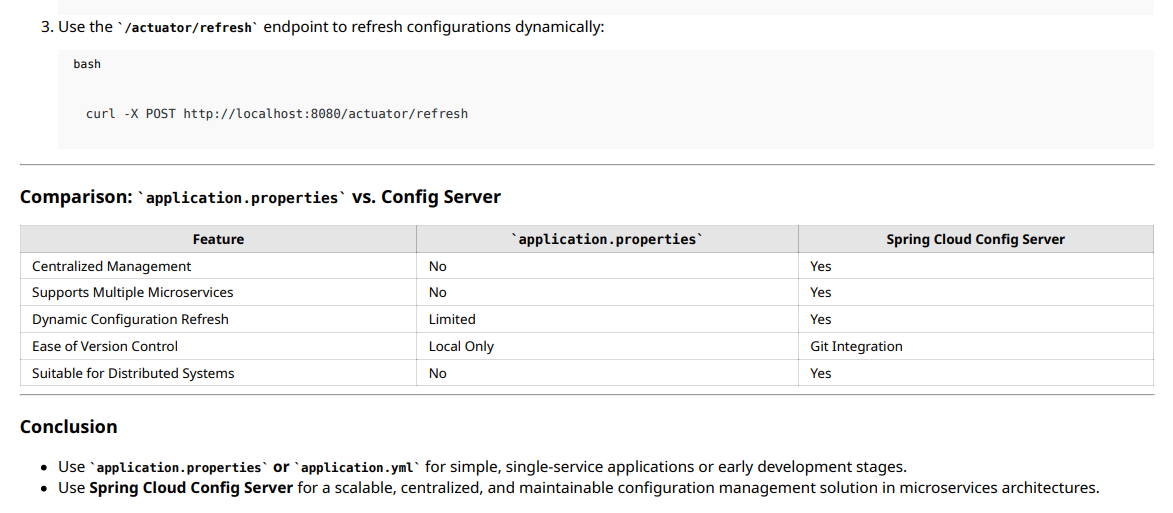 3. Use the `/actuator/refresh` endpoint to refresh configurations dynamically:
bash
curl -X POST http://localhost:8080/actuator/refresh
Comparison: `application.properties` vs. Config Server
Feature `application.properties` Spring Cloud Config Server
Centralized Management No Yes
Supports Multiple Microservices No Yes
Dynamic Configuration Refresh Limited Yes
Ease of Version Control Local Only Git Integration
Suitable for Distributed Systems No Yes
Conclusion
• Use `application.properties` or `application.yml` for simple, single-service applications or early development stages.
• Use Spring Cloud Config Server for a scalable, centralized, and maintainable configuration management solution in microservices architectures.